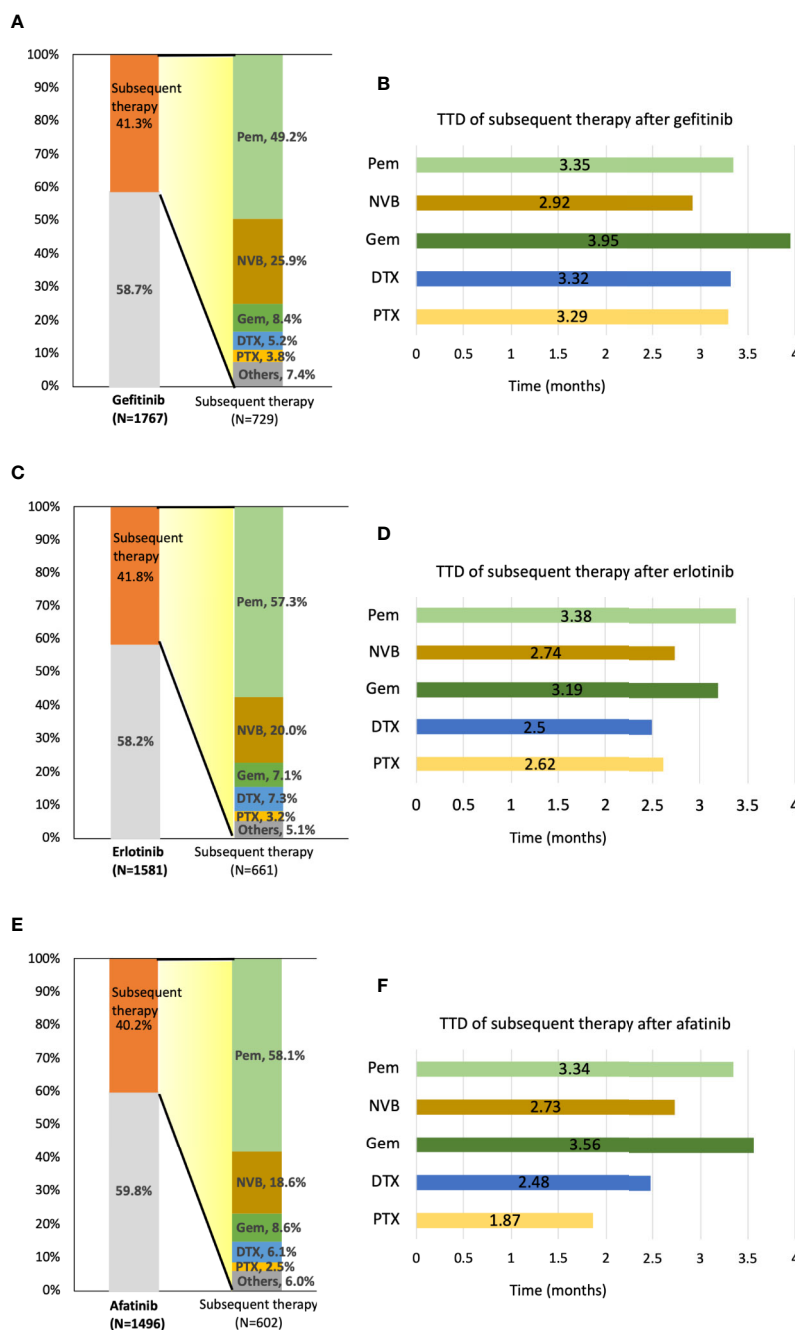 A
100%
90%
80%
70%
60%
50%
40%
30%
20%
10%
0%
Subsequent
therapy
41.3%
58.7%
Pem, 49.2%
NVB, 25.9%
Gem, 8.4%
DTX, 5.2%
PTX, 3.8%
Others, 7.4%
Gefitinib
(N=1767)
Subsequent therapy
(N=729)
B
TTD of subsequent therapy after gefitinib
Pem 3.35
NVB 2.92
Gem 3.95
DTX 3.32
PTX 3.29
0 0.5 1 1.5 2 2.5 3 3.5 4
Time (months)
C
100%
90%
80%
70%
60%
50%
40%
30%
20%
10%
0%
Subsequent
therapy
41.8%
58.2%
Pem, 57.3%
NVB, 20.0%
Gem, 7.1%
DTX, 7.3%
PTX, 3.2%
Others, 5.1%
Erlotinib
(N=1581)
Subsequent therapy
(N=661)
D
TTD of subsequent therapy after erlotinib
Pem 3.38
NVB 2.74
Gem 3.19
DTX 2.5
PTX 2.62
0 0.5 1 1.5 2 2.5 3 3.5 4
Time (months)
E
100%
90%
80%
70%
60%
50%
40%
30%
20%
10%
0%
Subsequent
therapy
40.2%
59.8%
Pem, 58.1%
NVB, 18.6%
Gem, 8.6%
DTX, 6.1%
PTX, 2.5%
Others, 6.0%
Afatinib
(N=1496)
Subsequent therapy
(N=602)
F
TTD of subsequent therapy after afatinib
Pem 3.34
NVB 2.73
Gem 3.56
DTX 2.48
PTX 1.87
0 0.5 1 1.5 2 2.5 3 3.5 4
Time (months)